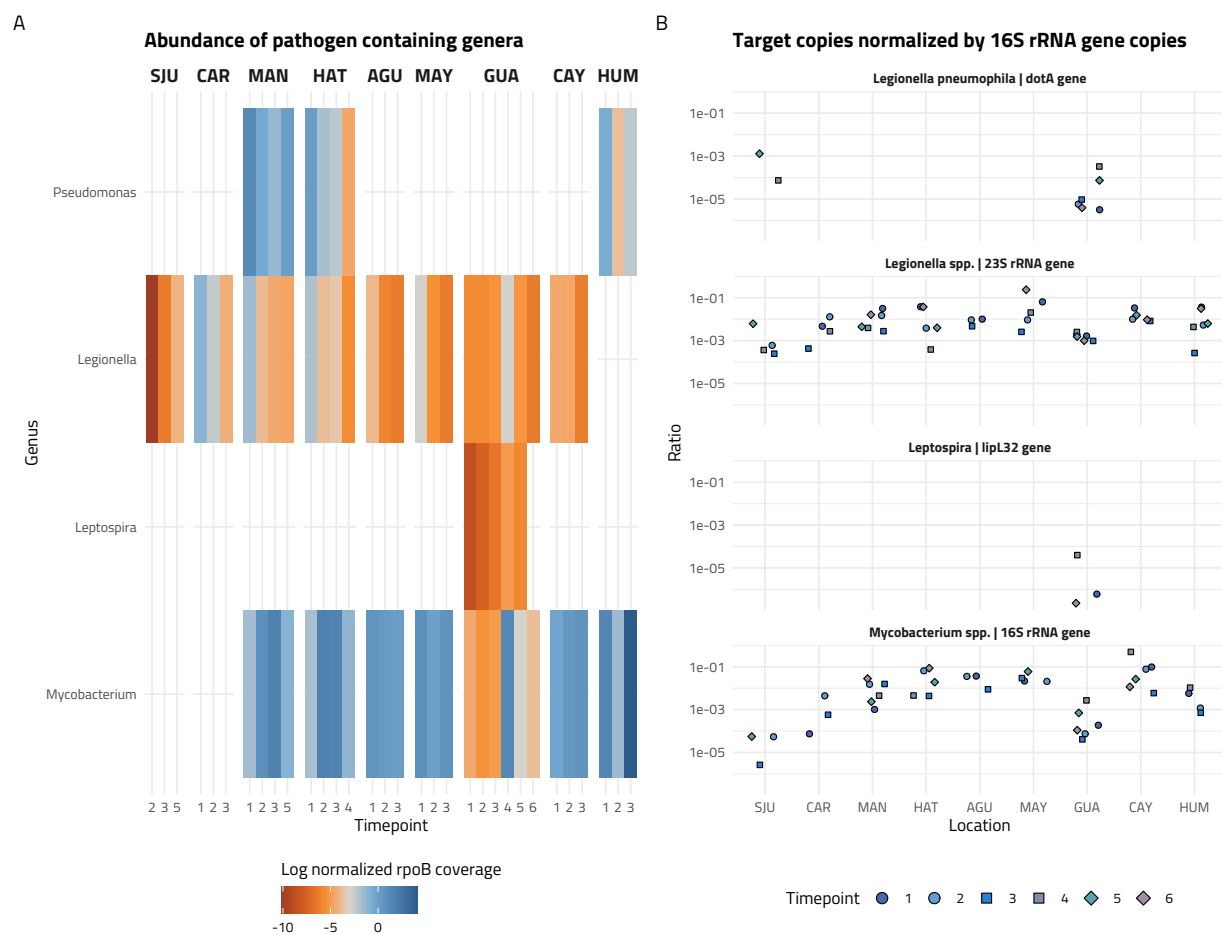 A
Abundance of pathogen containing genera
SJU CAR MAN HAT AGU MAY GUA CAY HUM
Genus
Pseudomonas
Legionella
Leptospira
Mycobacterium
2 3 5 1 2 3 1 2 3 5 1 2 3 4 1 2 3 1 2 3 1 2 3 4 5 6 1 2 3 1 2 3
Timepoint
Log normalized rpoB coverage
-10 -5 0
B
Target copies normalized by 16S rRNA gene copies
Legionella pneumophila | dotA gene
1e-01
1e-03
1e-05
Legionella spp. | 23S rRNA gene
1e-01
1e-03
1e-05
Ratio
Leptospira | lipL32 gene
1e-01
1e-03
1e-05
Mycobacterium spp. | 16S rRNA gene
1e-01
1e-03
1e-05
SJU CAR MAN HAT AGU MAY GUA CAY HUM
Location
Timepoint 1 2 3 4 5 6